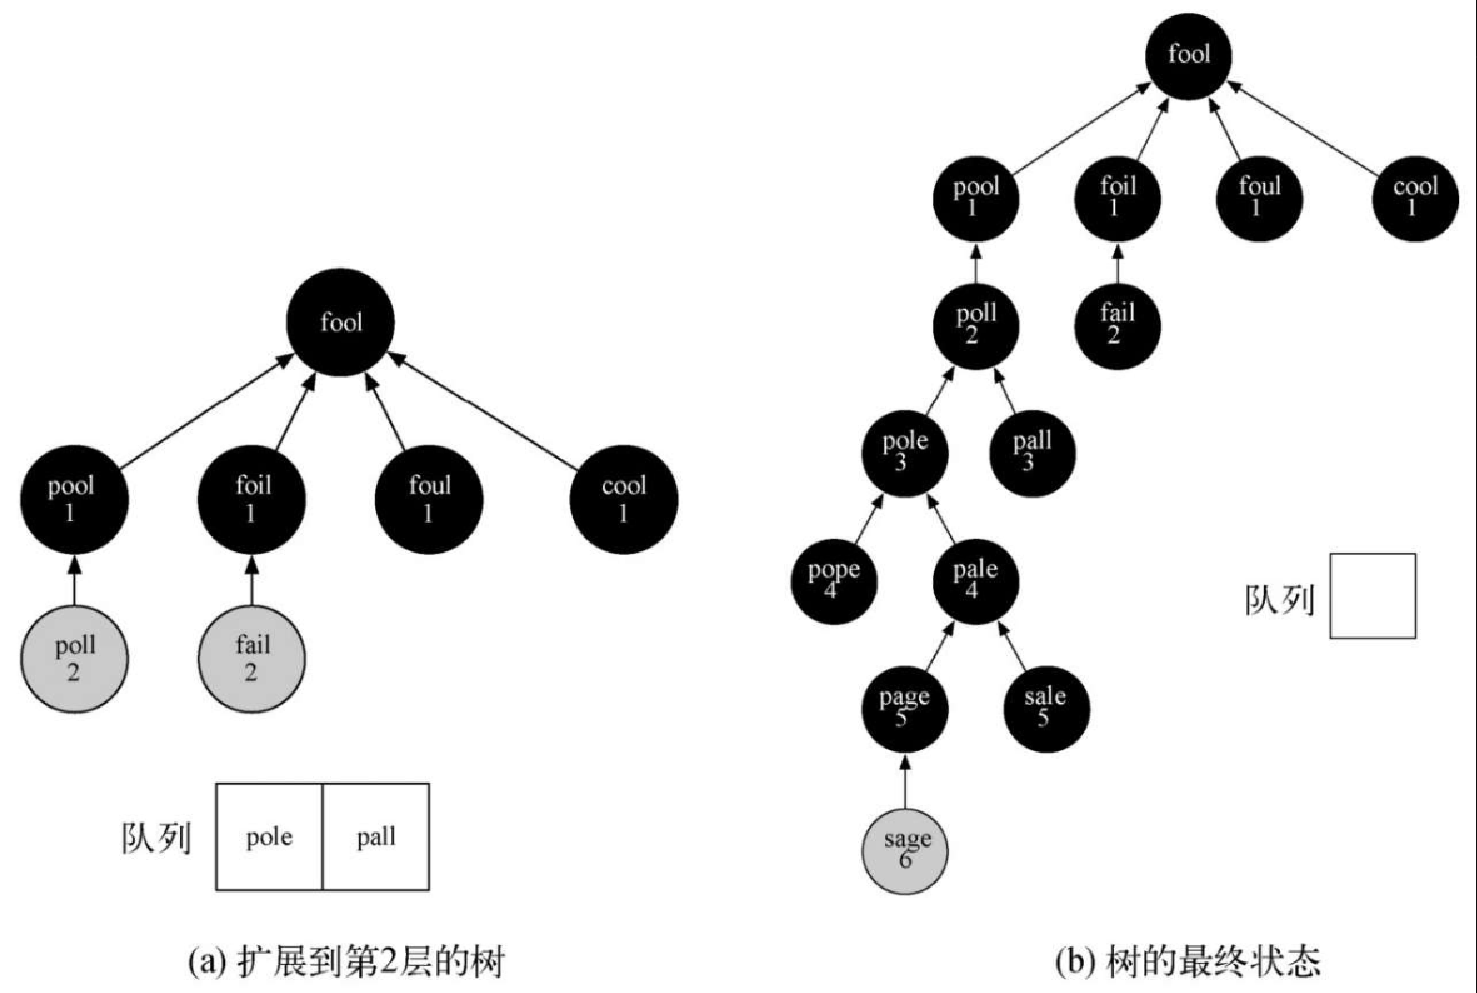 fool
pool
1
foil
1
foul
1
cool
1
poll
2
fail
2
队列 pole pall
(a) 扩展到第2层的树
fool
pool
1
foil
1
foul
1
cool
1
poll
2
fail
2
pole
3
pall
3
pope
4
pale
4
队列
page
5
sale
5
sage
6
(b) 树的最终状态